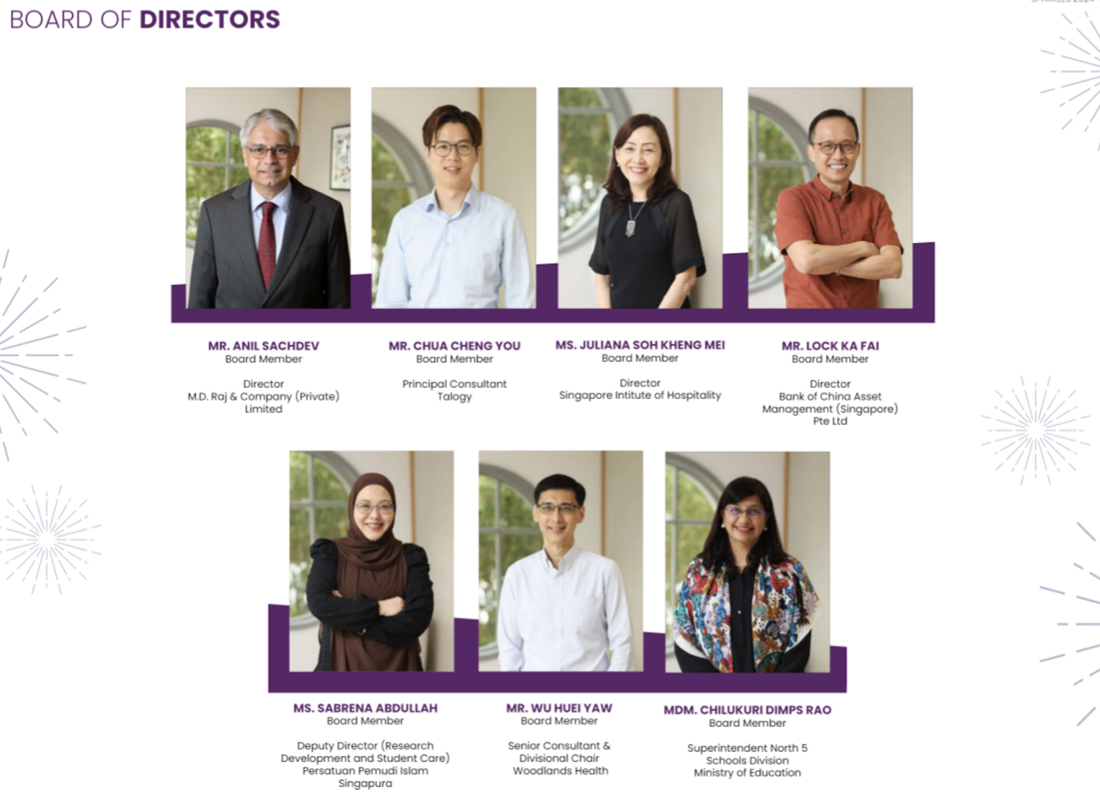 BOARD OF DIRECTORS
MR. ANIL SACHDEV
Board Member
Director
M.D. Raj & Company (Private)
Limited
MR. CHUA CHENG YOU
Board Member
Principal Consultant
Talogy
MS. JULIANA SOH KHENG MEI
Board Member
Director
Singapore Intitute of Hospitality
MR. LOCK KA FAI
Board Member
Director
Bank of China Asset
Management (Singapore)
Pte Ltd
MS. SABRENA ABDULLAH
Board Member
Deputy Director (Research
Development and Student Care)
Persatuan Pemudi Islam
Singapura
MR. WU HUEI YAW
Board Member
Senior Consultant &
Divisional Chair
Woodlands Health
MDM. CHILUKURI DIMPS RAO
Board Member
Superintendent North 5
Schools Division
Ministry of Education